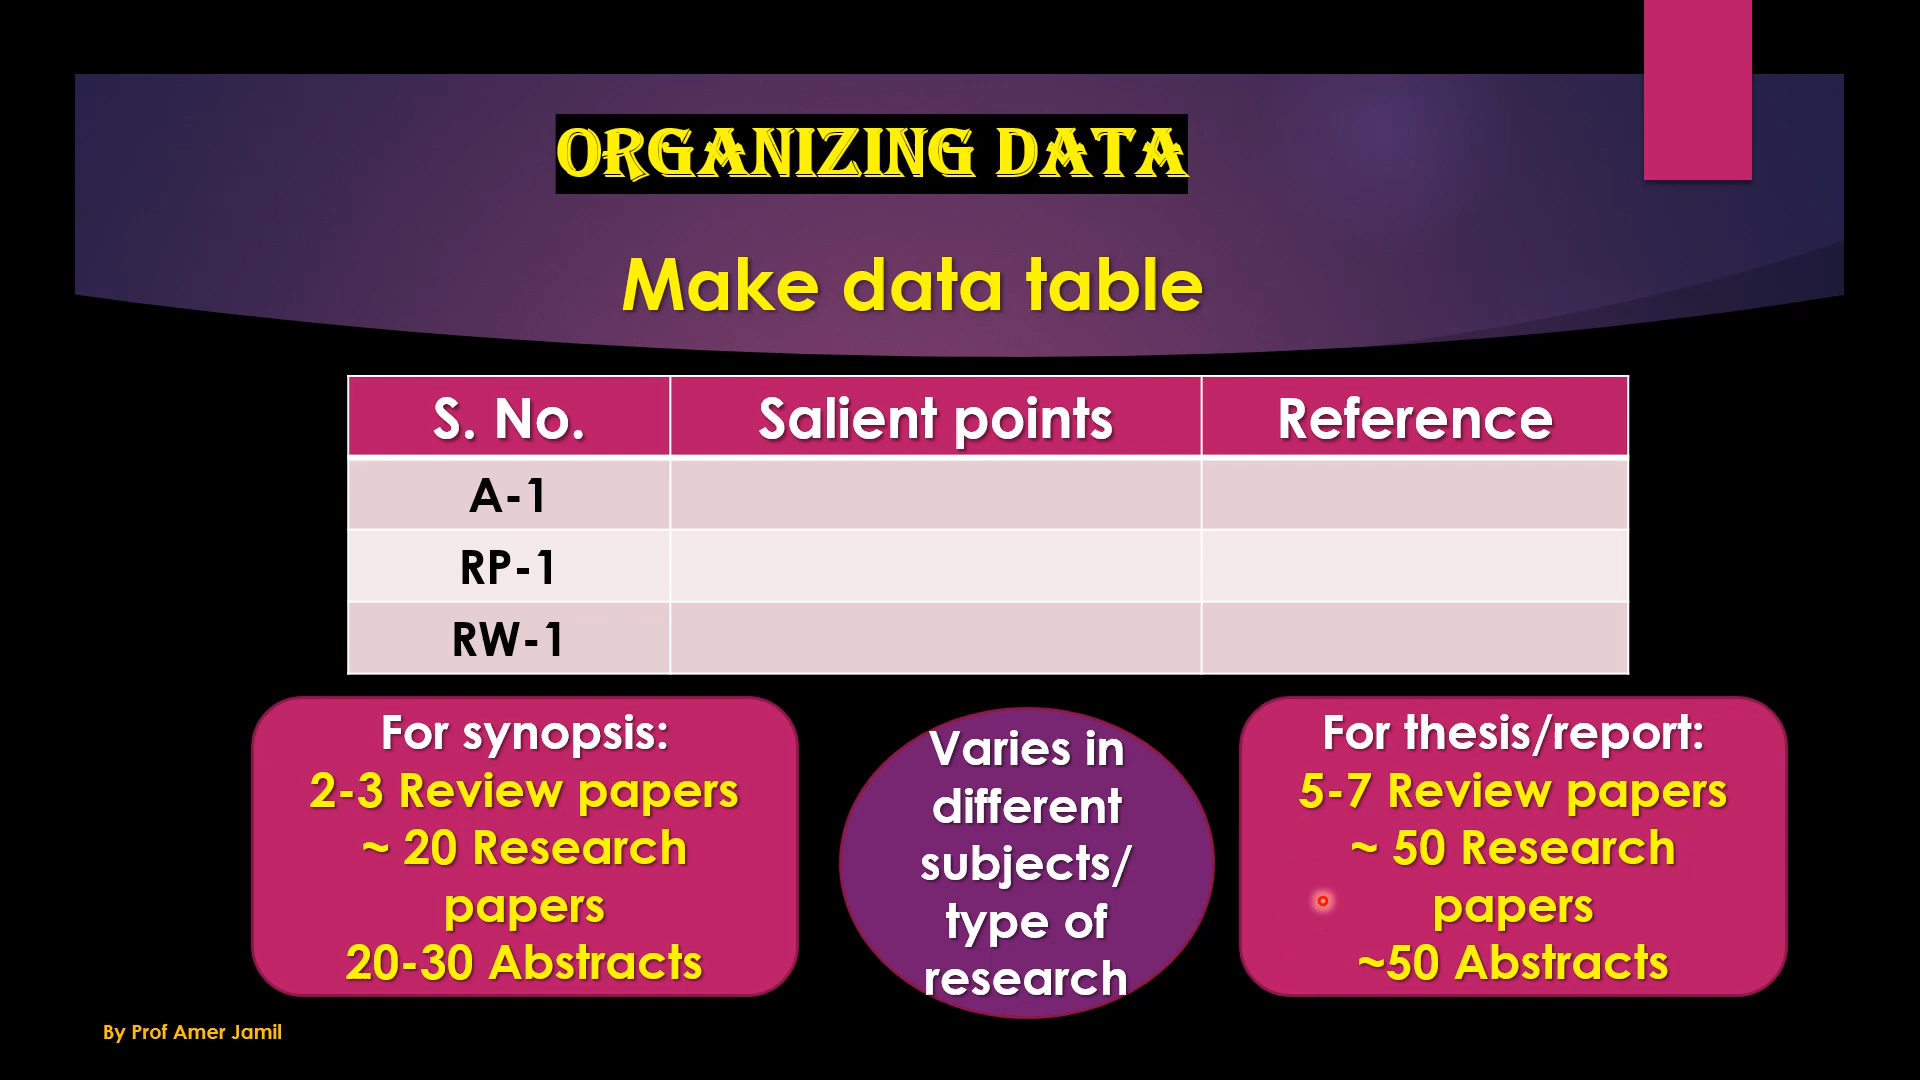 ORGANIZING DATA
Make data table
S. No. Salient points Reference
A-1
RP-1
RW-1
For synopsis:
2-3 Review papers
~ 20 Research
papers
20-30 Abstracts
Varies in
different
subjects/
type of
research
For thesis/report:
5-7 Review papers
~ 50 Research
papers
~50 Abstracts
By Prof Amer Jamil